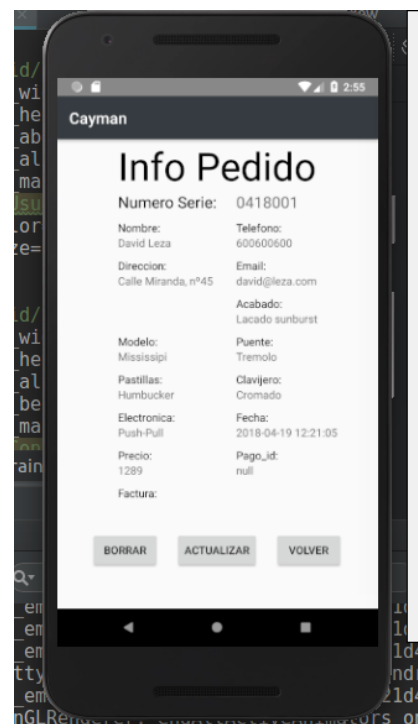 2:55
Cayman
Info Pedido
Numero Serie: 0418001
Nombre: Telefono:
David Leza 600600600
Direccion: Email:
Calle Miranda, nº45 david@leza.com
Acabado:
Lacado sunburst
Modelo: Puente:
Mississipi Tremolo
Pastillas: Clavijero:
Humbucker Cromado
Electronica: Fecha:
Push-Pull 2018-04-19 12:21:05
Precio: Pago_id:
1289 null
Factura:
BORRAR ACTUALIZAR VOLVER